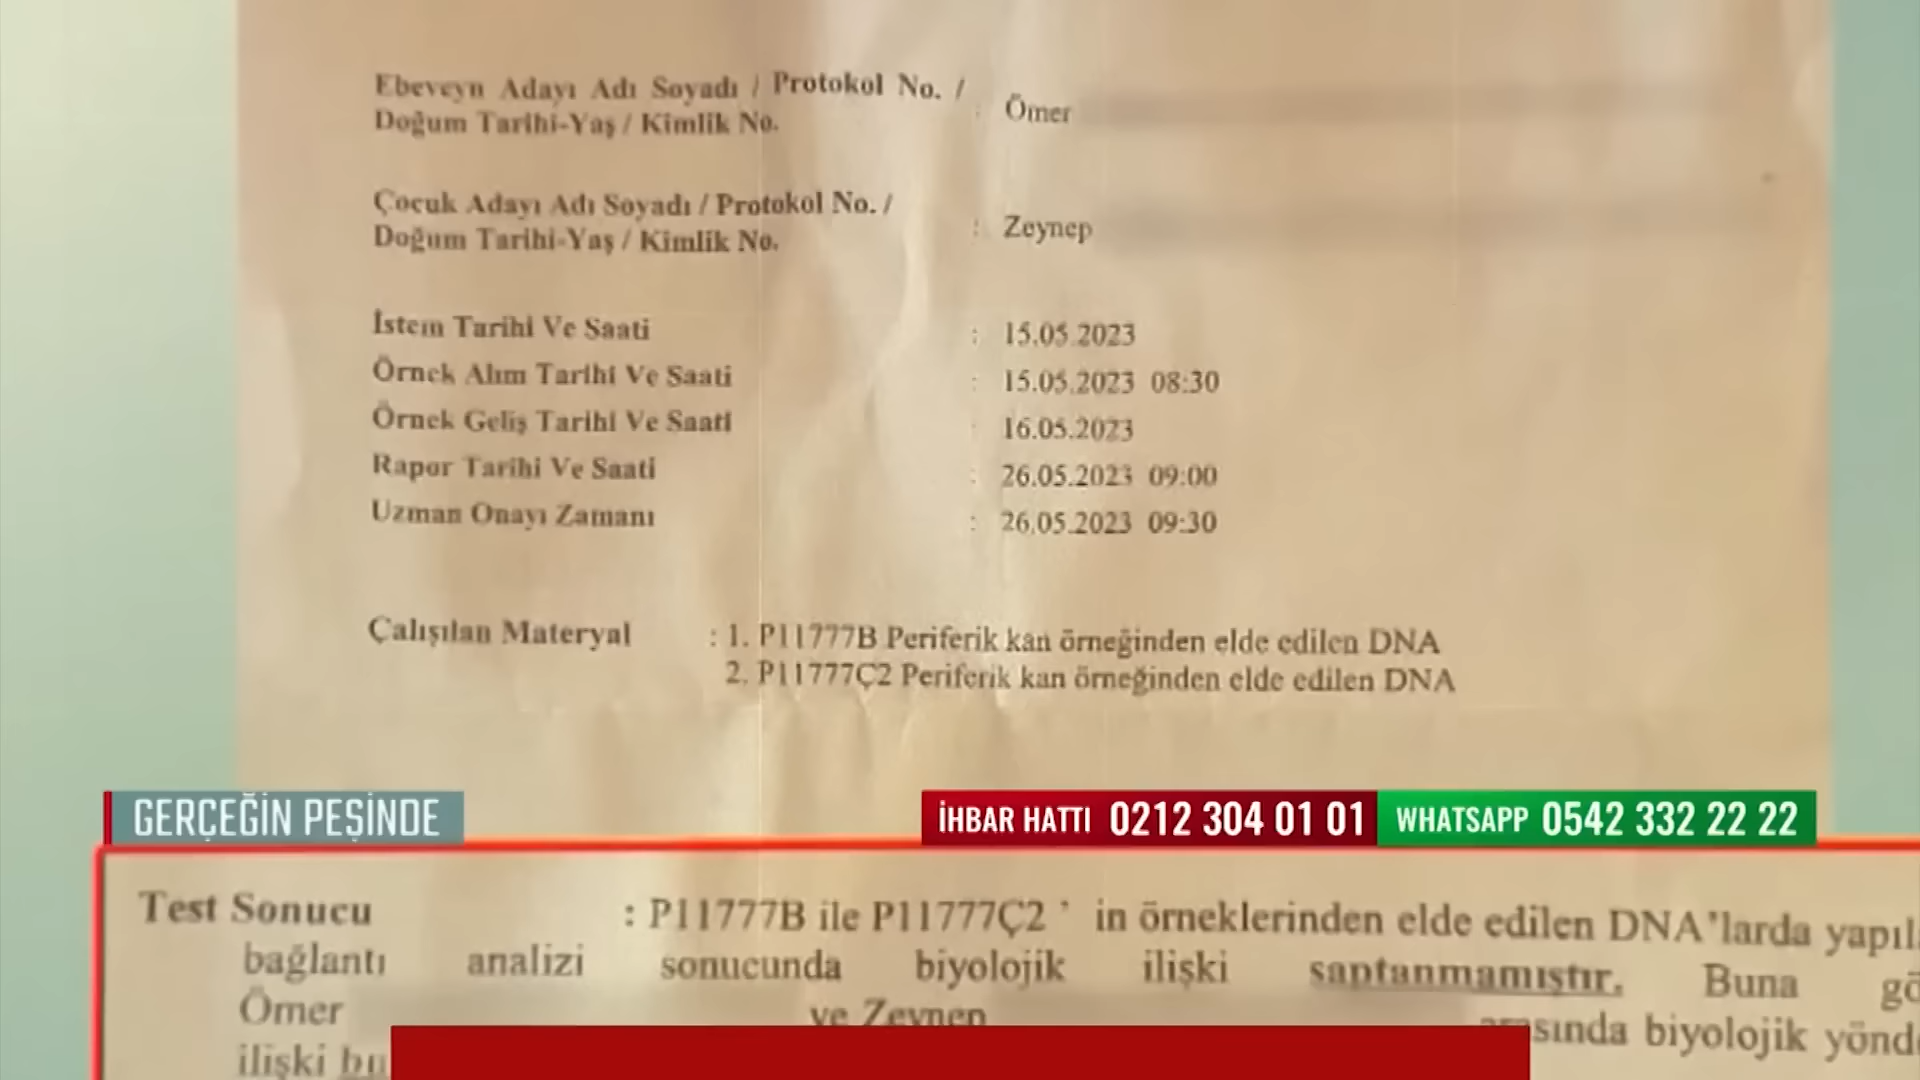 Ebeveyn Adayı Adı Soyadı / Protokol No. /
Doğum Tarihi-Yaş / Kimlik No.
: Ömer
Çocuk Adayı Adı Soyadı / Protokol No. /
Doğum Tarihi-Yaş / Kimlik No.
: Zeynep
İstem Tarihi Ve Saati : 15.05.2023
Örnek Alım Tarihi Ve Saati : 15.05.2023 08:30
Örnek Geliş Tarihi Ve Saati : 16.05.2023
Rapor Tarihi Ve Saati : 26.05.2023 09:00
Uzman Onayı Zamanı : 26.05.2023 09:30
Çalışılan Materyal : 1. P11777B Periferik kan örneğinden elde edilen DNA
2. P11777Ç2 Periferik kan örneğinden elde edilen DNA
GERÇEĞİN PEŞİNDE
İHBAR HATTI 0212 304 01 01 WHATSAPP 0542 332 22 22
Test Sonucu : P11777B ile P11777Ç2 ' in örneklerinden elde edilen DNA'larda
bağlantı analizi sonucunda biyolojik ilişki saptanmamıştır. Buna
Ömer ve Zeynep arasında biyolojik
ilişki